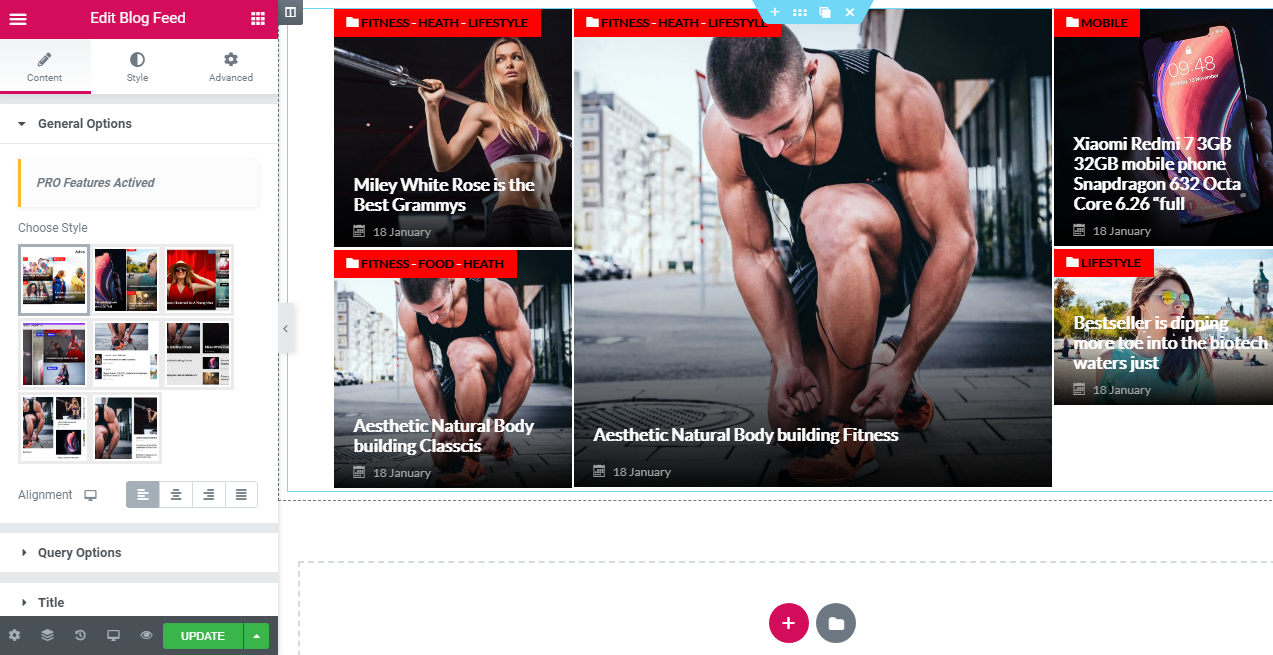 Edit Blog Feed
Content
Style
Advanced
General Options
PRO Features Actived
Choose Style
Alignment
Query Options
Title
UPDATE
FITNESS - HEATH - LIFESTYLE
Miley White Rose is the
Best Grammys
18 January
FITNESS - FOOD - HEATH
Aesthetic Natural Body
building Classcis
18 January
FITNESS - HEATH - LIFESTYLE
Aesthetic Natural Body building Fitness
18 January
MOBILE
09:48
Xiaomi Redmi 7 3GB
32GB mobile phone
Snapdragon 632 Octa
Core 6.26 “full
18 January
LIFESTYLE
Bestseller is dipping
more toe into the biotech
waters just
18 January